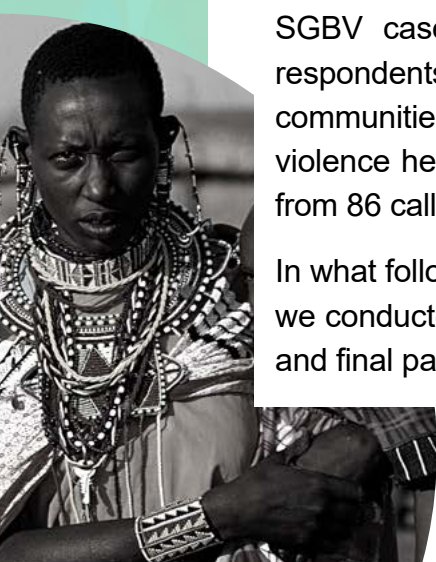 SGBV case
respondents
communitie
violence he
from 86 call
In what follo
we conduct
and final pa